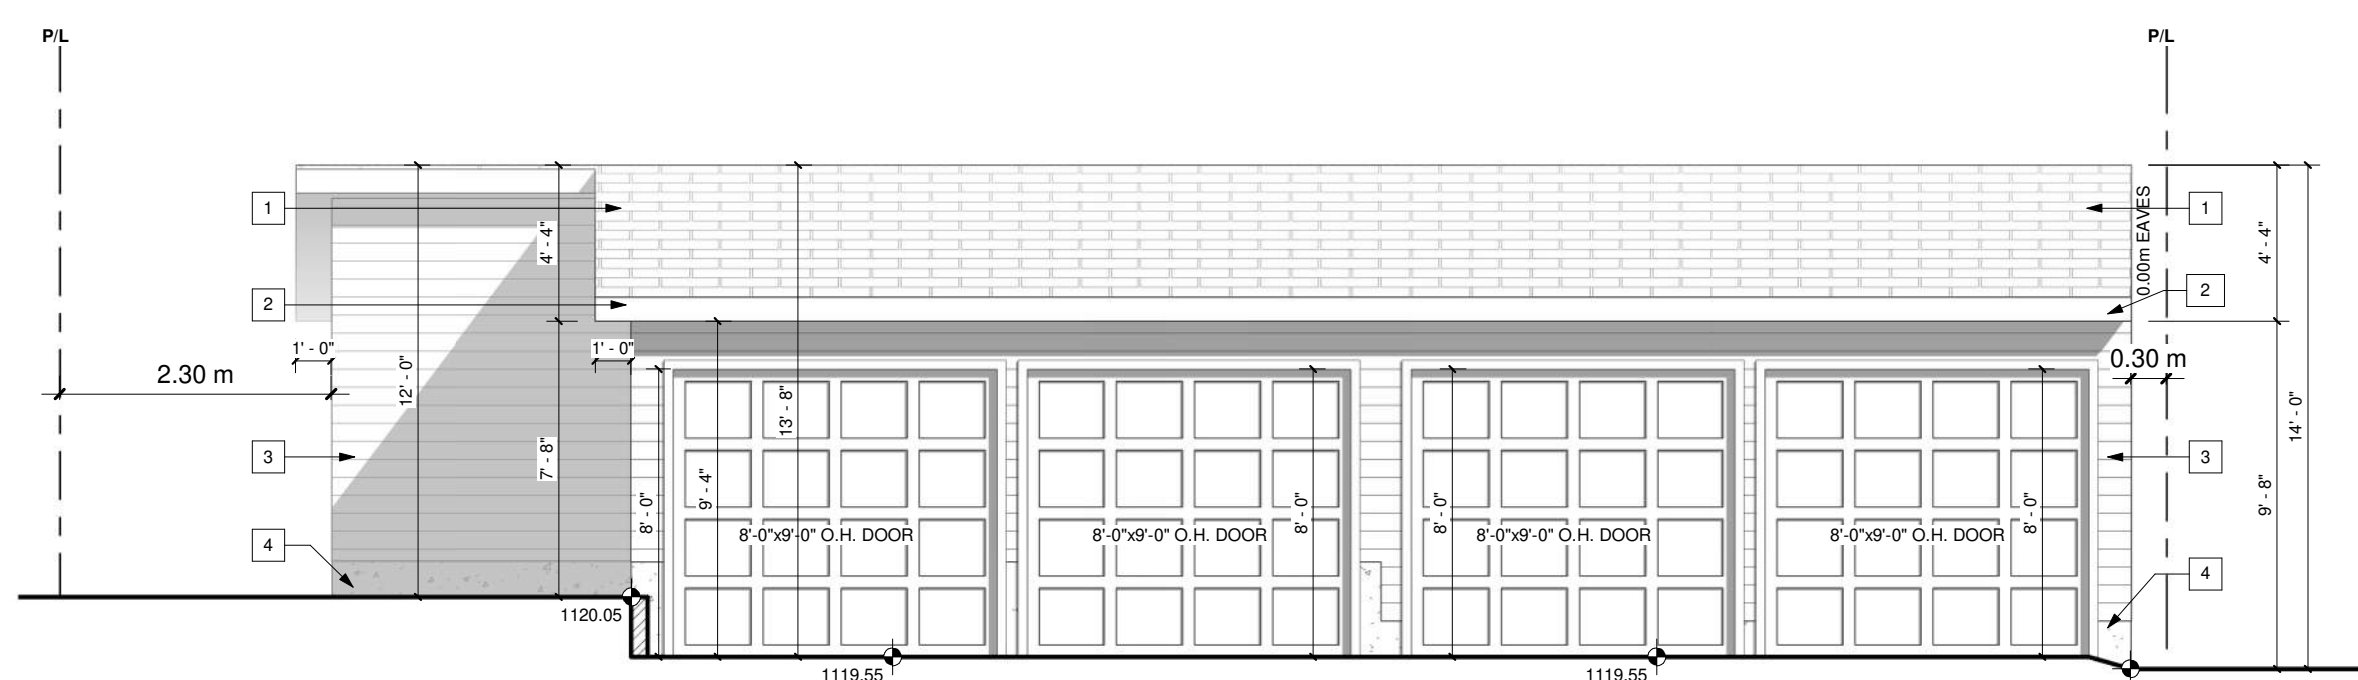 P/L
P/L
1
1
4' - 4"
4' - 4"
0.00m EAVES
2
2
1' - 0"
1' - 0"
2.30 m
0.30 m
12' - 0"
13' - 8"
14' - 0"
3
3
7' - 8"
9' - 4"
9' - 8"
8' - 0"
8' - 0"
8' - 0"
8' - 0"
8'-0"x9'-0" O.H. DOOR
8'-0"x9'-0" O.H. DOOR
8'-0"x9'-0" O.H. DOOR
8'-0"x9'-0" O.H. DOOR
4
4
1120.05
1119.55
1119.55